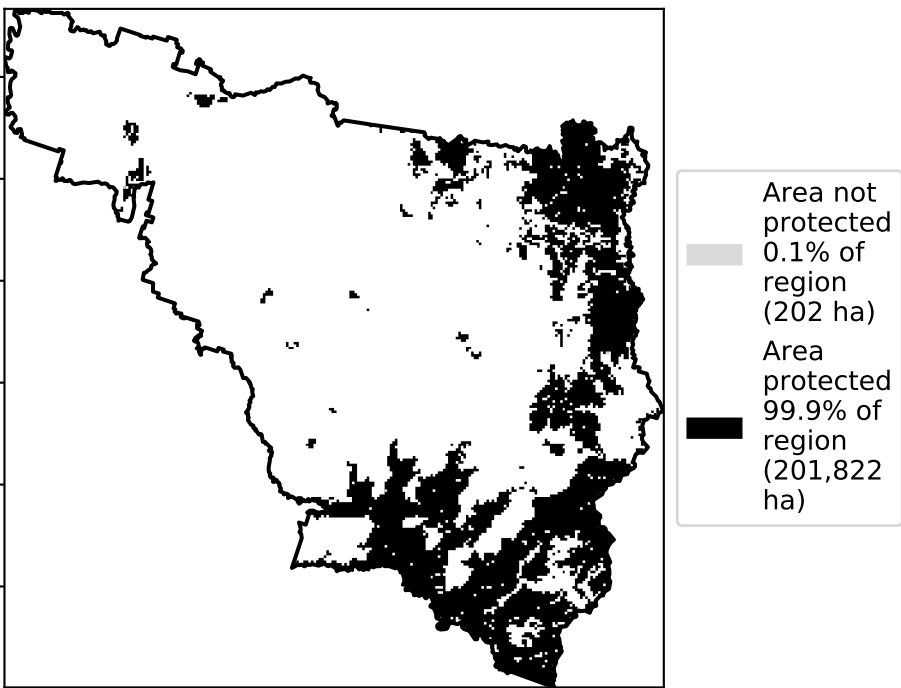 Area not
protected
0.1% of
region
(202 ha)
Area
protected
99.9% of
region
(201,822
ha)